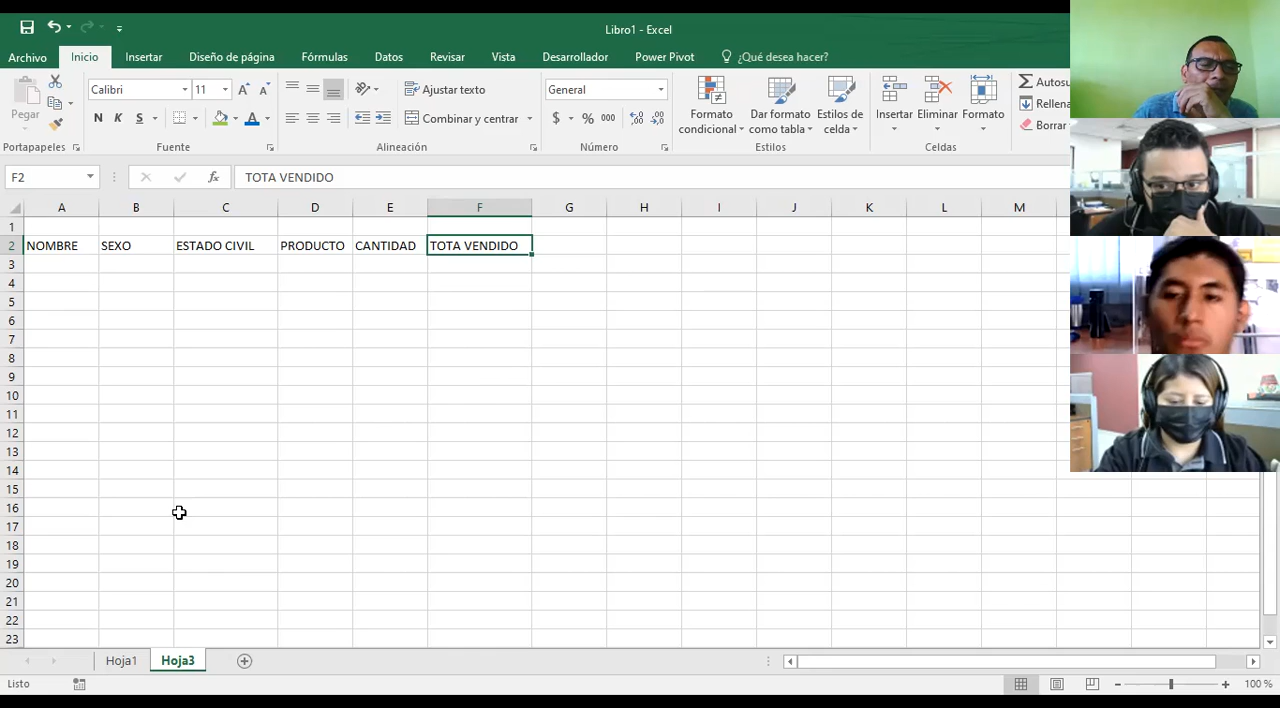 Libro1 - Excel
Archivo Inicio Insertar Diseño de página Fórmulas Datos Revisar Vista Desarrollador Power Pivot ¿Qué desea hacer?
Pegar
Calibri 11
N K S
Ajustar texto
Combinar y centrar
General
$ % 000
Formato condicional
Dar formato como tabla
Estilos de celda
Insertar Eliminar Formato
Autosu
Rellena
Borrar
Portapapeles Fuente Alineación Número Estilos Celdas
F2 fx TOTA VENDIDO
A B C D E F G H I J K L M
1
2 NOMBRE SEXO ESTADO CIVIL PRODUCTO CANTIDAD TOTA VENDIDO
3
4
5
6
7
8
9
10
11
12
13
14
15
16
17
18
19
20
21
22
23
Hoja1 Hoja3
Listo 100 %